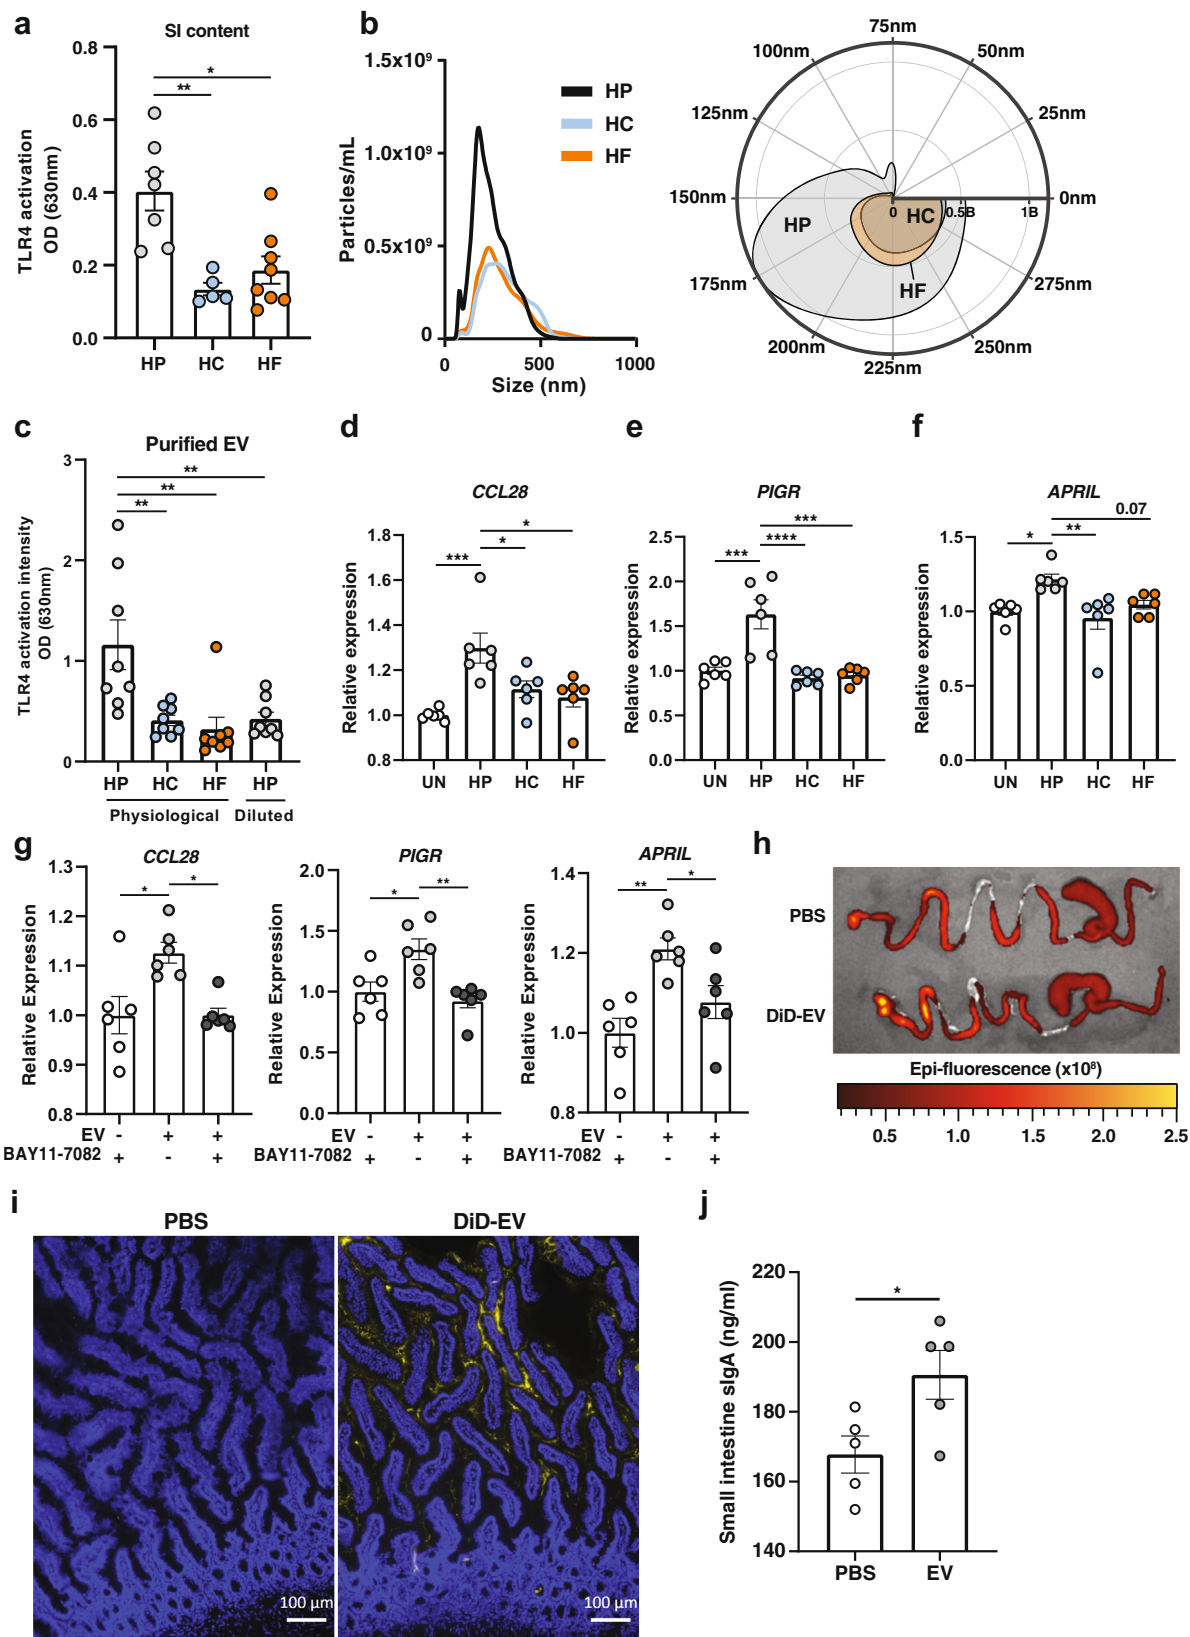 a
SI content
TLR4 activation
OD (630nm)
0.8
0.6
0.4
0.2
0.0
*
**
HP
HC
HF
b
Particles/mL
1.5x10⁹
1.0x10⁹
0.5x10⁹
0
0
500
1000
Size (nm)
HP
HC
HF
75nm
100nm
50nm
125nm
25nm
150nm
0nm
175nm
275nm
200nm
250nm
225nm
0
0.5B
1B
HP
HC
HF
c
Purified EV
TLR4 activation intensity
OD (630nm)
3
2
1
0
**
**
**
HP
HC
HF
HP
Physiological
Diluted
d
CCL28
Relative expression
1.8
1.6
1.4
1.2
1.0
0.8
*
*
***
UN
HP
HC
HF
e
PIGR
Relative expression
2.5
2.0
1.5
1.0
0.5
0.0
***
****
***
UN
HP
HC
HF
f
APRIL
Relative expression
1.5
1.0
0.5
0.0
0.07
**
*
UN
HP
HC
HF
g
CCL28
Relative Expression
1.3
1.2
1.1
1.0
0.9
0.8
*
*
EV - + +
BAY11-7082 + - +
PIGR
Relative Expression
2.0
1.5
1.0
0.5
0.0
*
**
EV - + +
BAY11-7082 + - +
APRIL
Relative Expression
1.4
1.2
1.0
0.8
**
*
EV - + +
BAY11-7082 + - +
h
PBS
DiD-EV
Epi-fluorescence (x10⁸)
0.5
1.0
1.5
2.0
2.5
i
PBS
DiD-EV
100 µm
100 µm
j
Small intestine sIgA (ng/ml)
220
200
180
160
140
*
PBS
EV